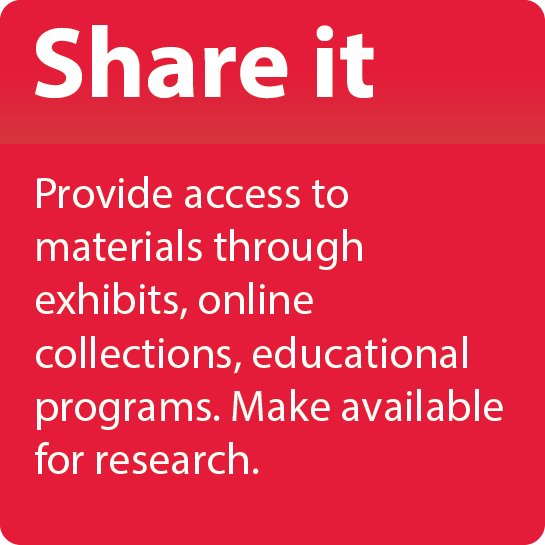 Share it
Provide access to
materials through
exhibits, online
collections, educational
programs. Make available
for research.